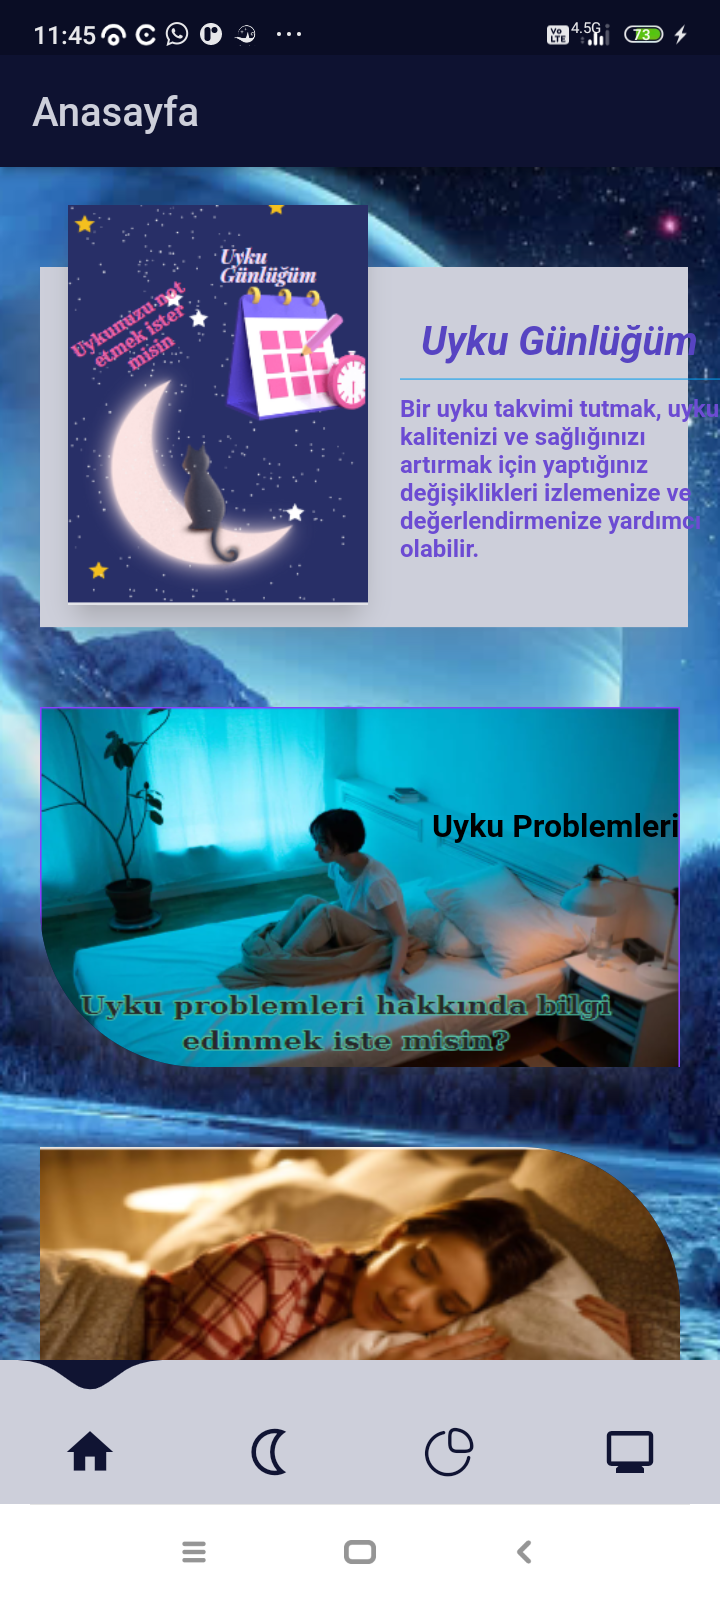 11:45
Vo LTE 4.5G 73
Anasayfa
Uyku
Günlüğüm
Uykunuzu not
etmek ister
misin
Uyku Günlüğüm
Bir uyku takvimi tutmak, uyku
kalitenizi ve sağlığınızı
artırmak için yaptığınız
değişiklikleri izlemenize ve
değerlendirmenize yardımcı
olabilir.
Uyku Problemleri
Uyku problemleri hakkında bilgi
edinmek iste misin?